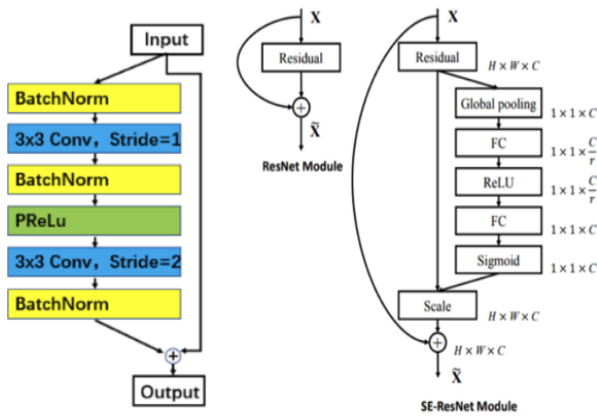 Input
BatchNorm
3x3 Conv, Stride=1
BatchNorm
PReLu
3x3 Conv, Stride=2
BatchNorm
+
Output
X
Residual
+
X̃
ResNet Module
X
Residual
H × W × C
Global pooling
1 × 1 × C
FC
1 × 1 × C/r
ReLU
1 × 1 × C/r
FC
1 × 1 × C
Sigmoid
1 × 1 × C
Scale
H × W × C
+
H × W × C
X̃
SE-ResNet Module